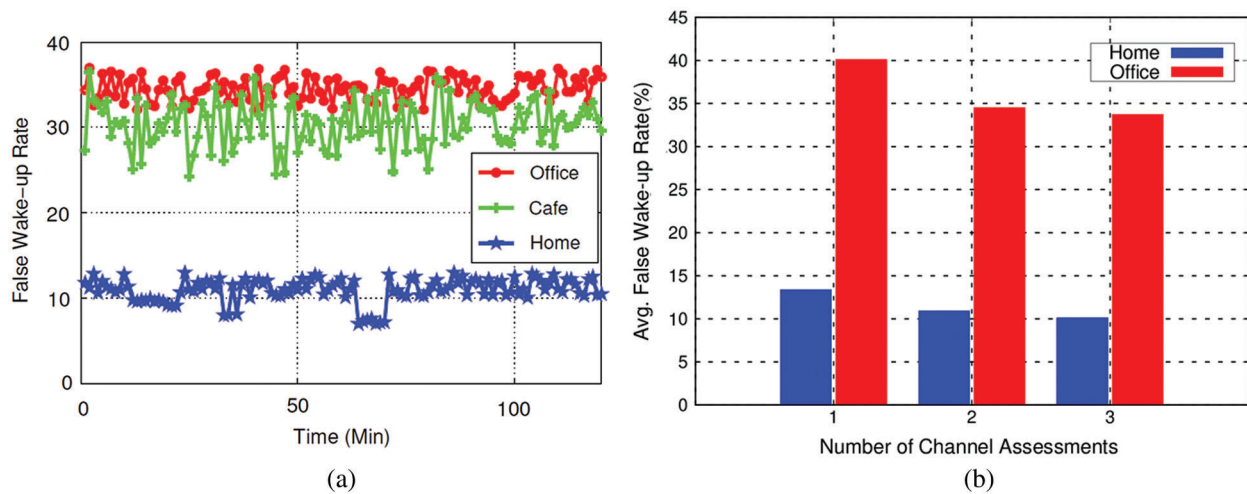 40
30
20
10
0
False Wake-up Rate
Office
Cafe
Home
0
50
100
Time (Min)
(a)
45
40
35
30
25
20
15
10
5
0
Avg. False Wake-up Rate(%)
Home
Office
1
2
3
Number of Channel Assessments
(b)